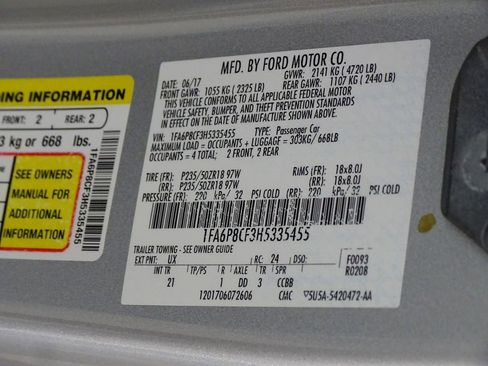 DING INFORMATION
FRONT: 2 REAR: 2
3 kg or 668 lbs.
SEE OWNERS
MANUAL FOR
ADDITIONAL
INFORMATION
1FA6P8CF3H5335455
MFD. BY FORD MOTOR CO.
DATE: 06/17 GVWR: 2141 KG (4720 LB)
FRONT GAWR: 1055 KG (2325 LB) REAR GAWR: 1107 KG (2440 LB)
THIS VEHICLE CONFORMS TO ALL APPLICABLE FEDERAL MOTOR
VEHICLE SAFETY, BUMPER, AND THEFT PREVENTION STANDARDS
IN EFFECT ON THE DATE OF MANUFACTURE SHOWN ABOVE.
VIN: 1FA6P8CF3H5335455 TYPE: Passenger Car
MAXIMUM LOAD = OCCUPANTS + LUGGAGE = 303KG/668LB
OCCUPANTS = 4 TOTAL; 2 FRONT, 2 REAR
TIRE (FR): P235/50ZR18 97W RIMS (FR): 18x8.0J
(RR): P235/50ZR18 97W (RR): 18x8.0J
PRESSURE (FR): 220 kPa/ 32 PSI COLD (RR): 220 kPa/ 32 PSI COLD
1FA6P8CF3H5335455
TRAILER TOWING - SEE OWNER GUIDE
EXT PNT: UX RC: 24 DSO: F0093
R0208
INT TR TP/PS R AXLE TR SPR
21 1 DD 3 CCBB
1201706072606 CMC 5U5A-5420472-AA